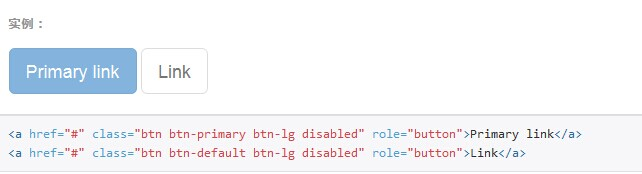 实例：
Primary link Link
<a href="#" class="btn btn-primary btn-lg disabled" role="button">Primary link</a>
<a href="#" class="btn btn-default btn-lg disabled" role="button">Link</a>